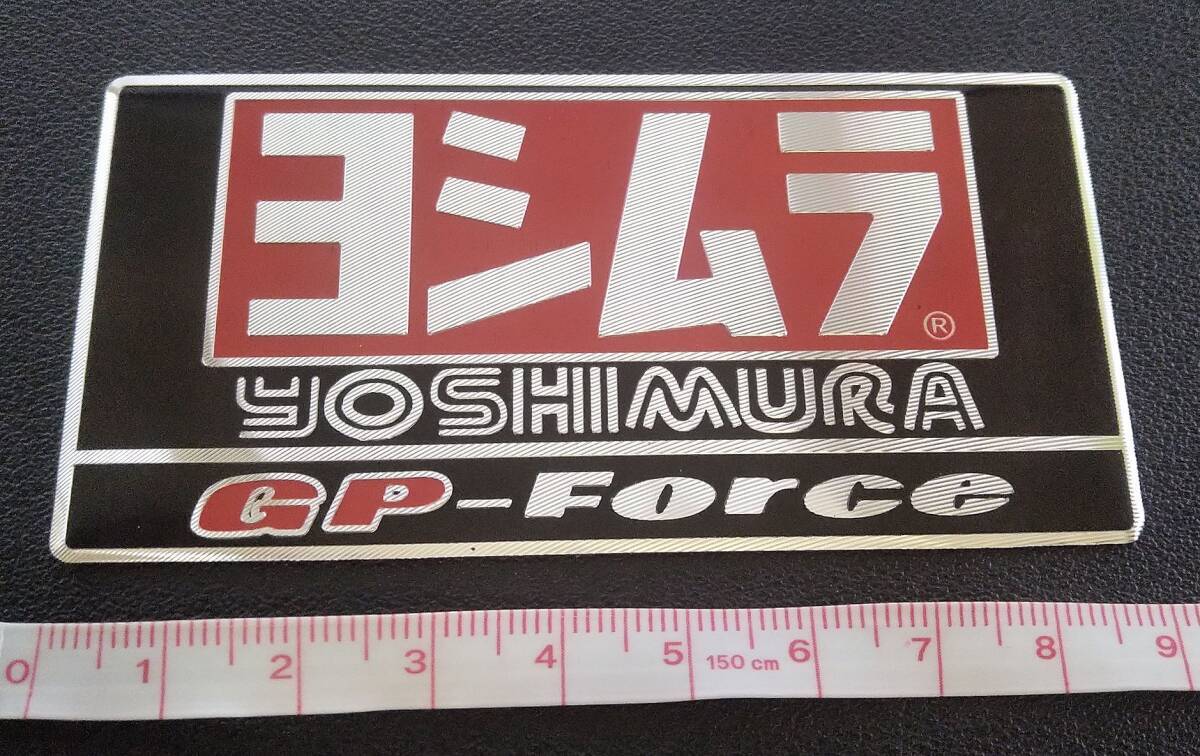 ヨシムラ®
YOSHIMURA
GP-Force
0 1 2 3 4 5 150 cm 6 7 8 9